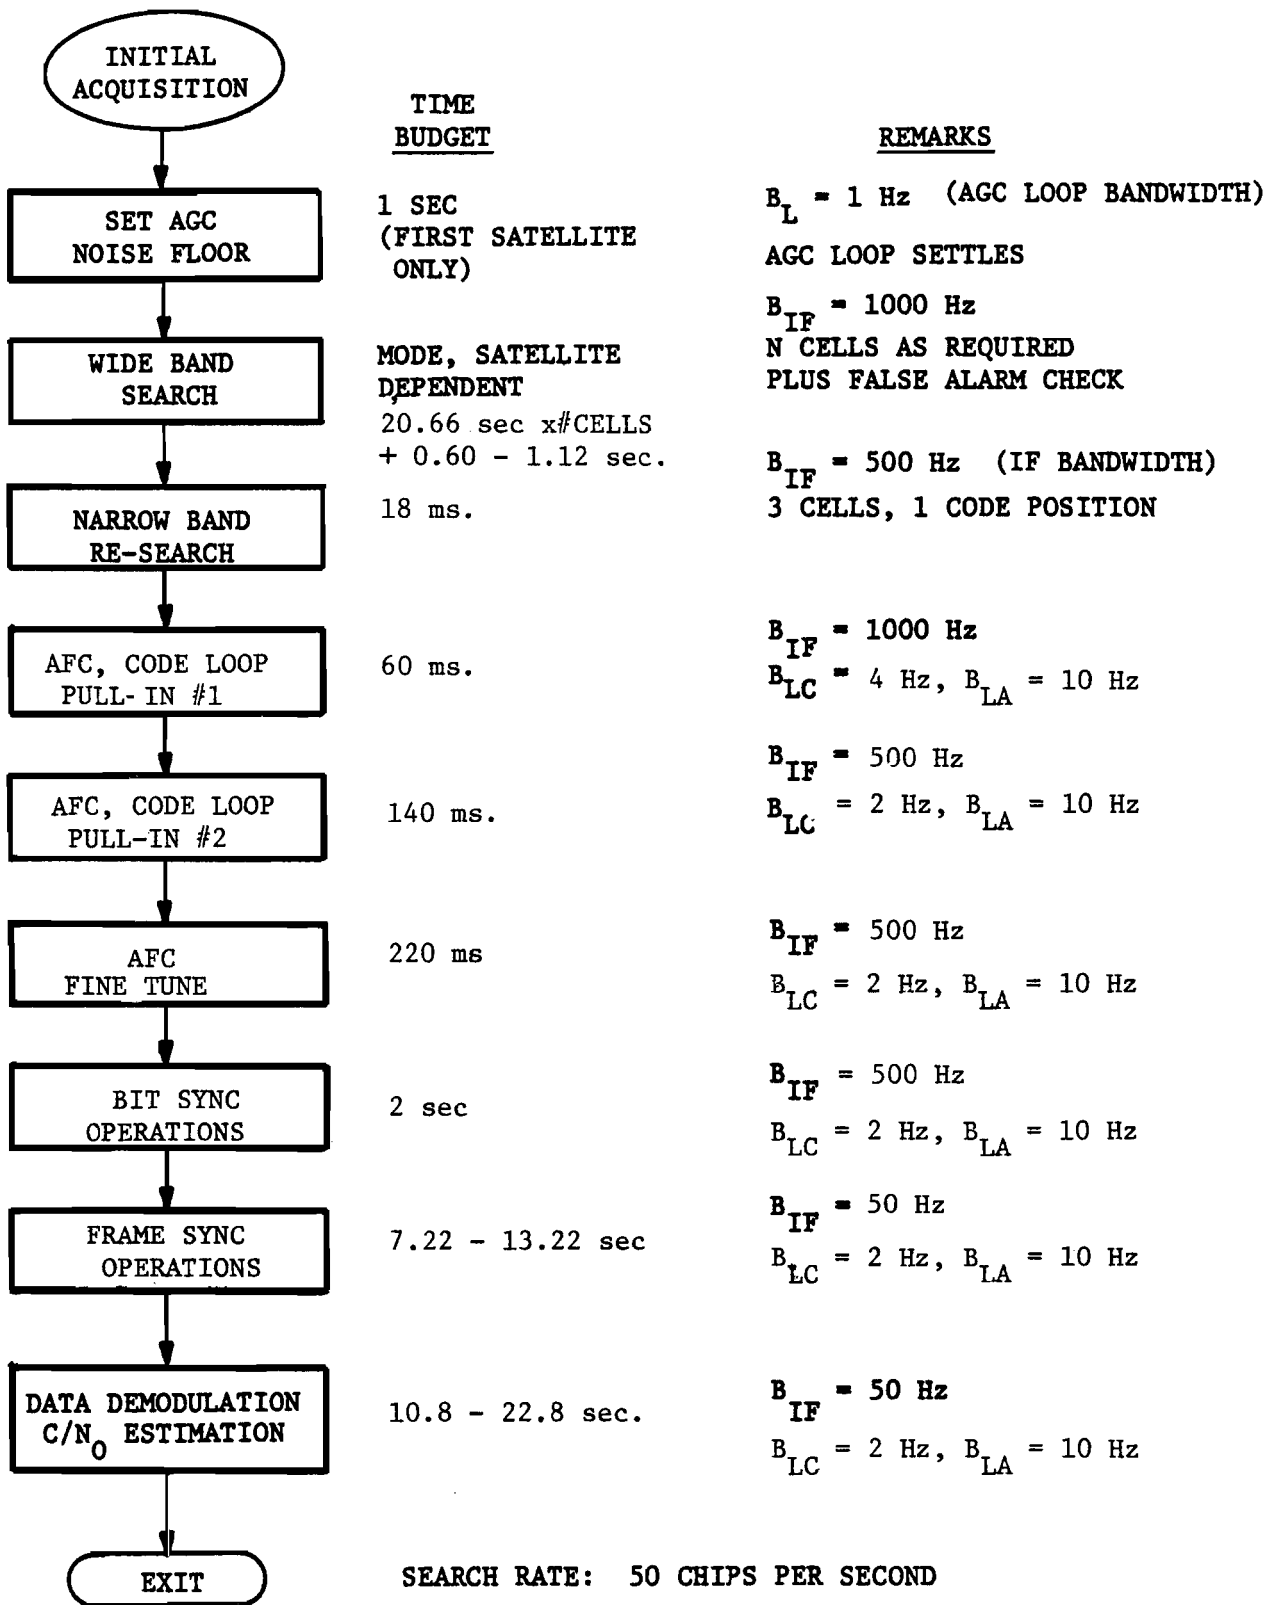 INITIAL
ACQUISITION
TIME
BUDGET
REMARKS
SET AGC
NOISE FLOOR
1 SEC
(FIRST SATELLITE
ONLY)
B_L = 1 Hz (AGC LOOP BANDWIDTH)
AGC LOOP SETTLES
WIDE BAND
SEARCH
MODE, SATELLITE
DEPENDENT
20.66 sec x#CELLS
+ 0.60 - 1.12 sec.
B_IF = 1000 Hz
N CELLS AS REQUIRED
PLUS FALSE ALARM CHECK
NARROW BAND
RE-SEARCH
18 ms.
B_IF = 500 Hz (IF BANDWIDTH)
3 CELLS, 1 CODE POSITION
AFC, CODE LOOP
PULL-IN #1
60 ms.
B_IF = 1000 Hz
B_LC = 4 Hz, B_LA = 10 Hz
AFC, CODE LOOP
PULL-IN #2
140 ms.
B_IF = 500 Hz
B_LC = 2 Hz, B_LA = 10 Hz
AFC
FINE TUNE
220 ms
B_IF = 500 Hz
B_LC = 2 Hz, B_LA = 10 Hz
BIT SYNC
OPERATIONS
2 sec
B_IF = 500 Hz
B_LC = 2 Hz, B_LA = 10 Hz
FRAME SYNC
OPERATIONS
7.22 - 13.22 sec
B_IF = 50 Hz
B_LC = 2 Hz, B_LA = 10 Hz
DATA DEMODULATION
C/N_0 ESTIMATION
10.8 - 22.8 sec.
B_IF = 50 Hz
B_LC = 2 Hz, B_LA = 10 Hz
EXIT
SEARCH RATE: 50 CHIPS PER SECOND